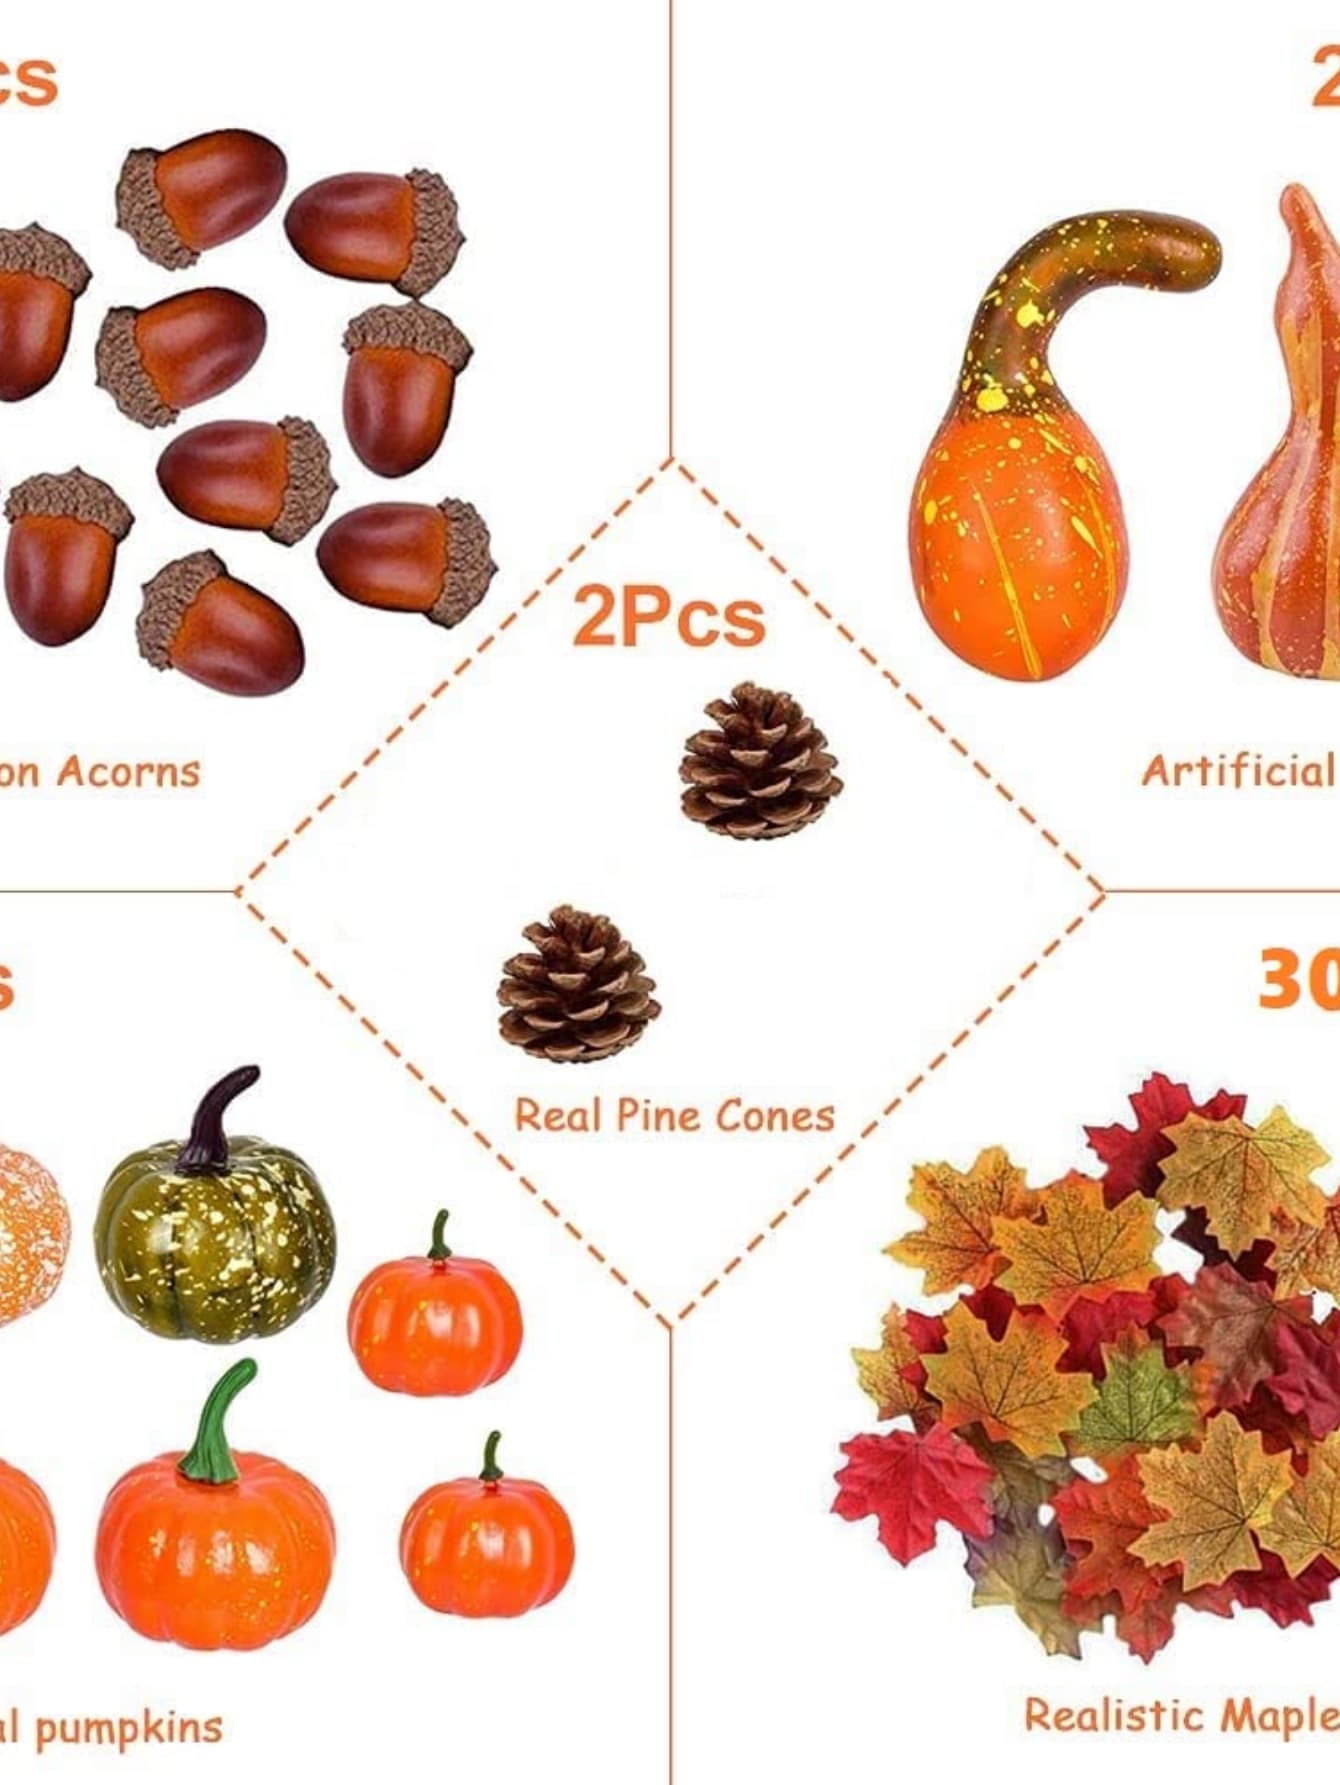 cs
2
2Pcs
on Acorns
Artificial
s
30
Real Pine Cones
al pumpkins
Realistic Maple